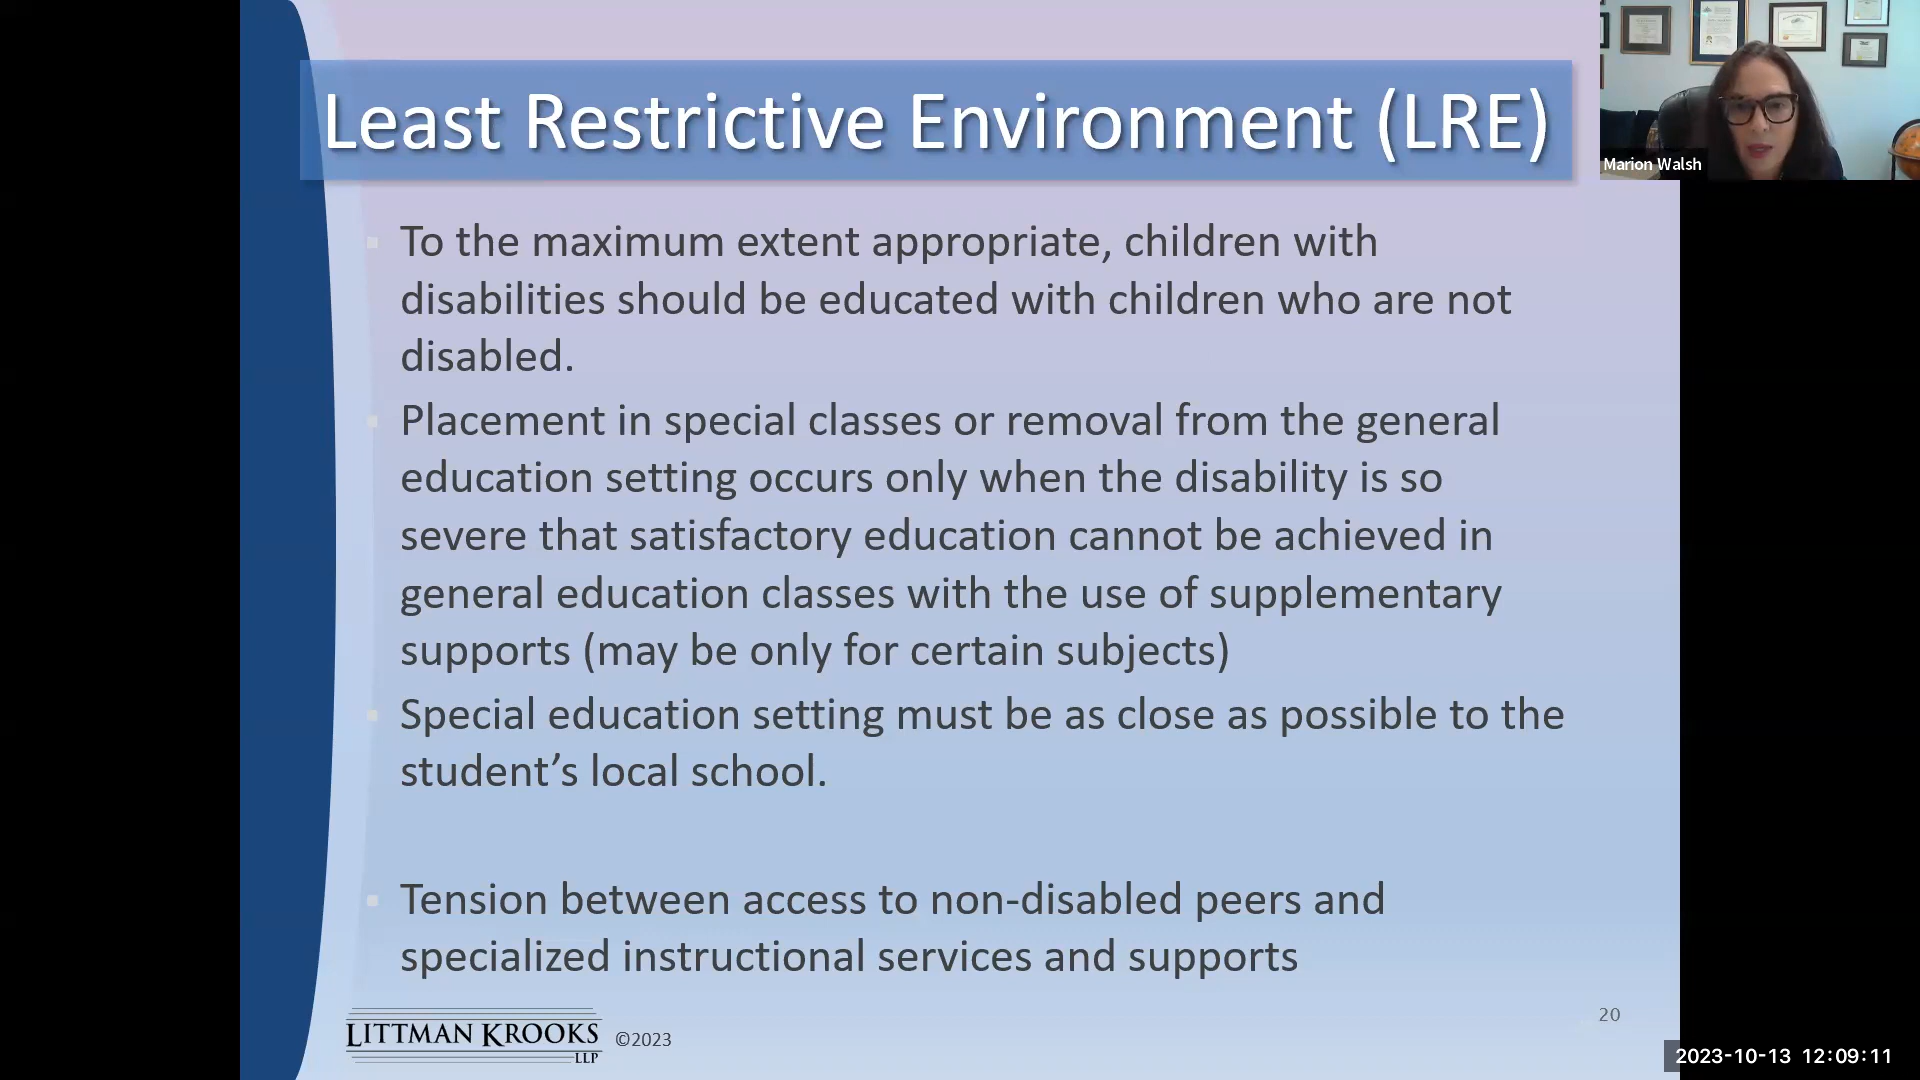 Least Restrictive Environment (LRE)
Marion Walsh
To the maximum extent appropriate, children with
disabilities should be educated with children who are not
disabled.
Placement in special classes or removal from the general
education setting occurs only when the disability is so
severe that satisfactory education cannot be achieved in
general education classes with the use of supplementary
supports (may be only for certain subjects)
Special education setting must be as close as possible to the
student’s local school.
Tension between access to non-disabled peers and
specialized instructional services and supports
LITTMAN KROOKS
LLP
©2023
20
2023-10-13 12:09:11